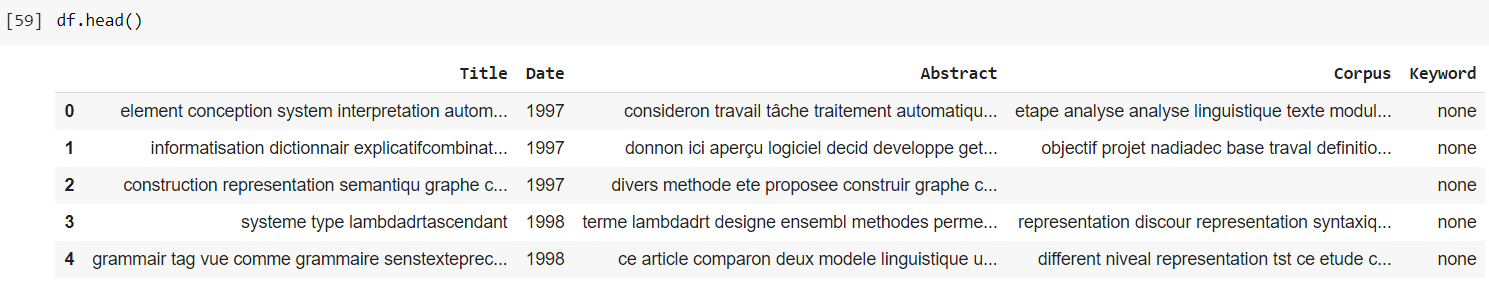 [59] df.head()
Title Date Abstract Corpus Keyword
0 element conception system interpretation autom... 1997 consideron travail tâche traitement automatiqu... etape analyse analyse linguistique texte modul... none
1 informatisation dictionnair explicatifcombinat... 1997 donnon ici aperçu logiciel decid developpe get... objectif projet nadiadec base traval definitio... none
2 construction representation semantiqu graphe c... 1997 divers methode ete proposee construir graphe c... none
3 systeme type lambdadrtascendant 1998 terme lambdadrt designe ensembl methodes perme... representation discour representation syntaxiq... none
4 grammair tag vue comme grammaire senstexteprec... 1998 ce article comparon deux modele linguistique u... different niveal representation tst ce etude c... none